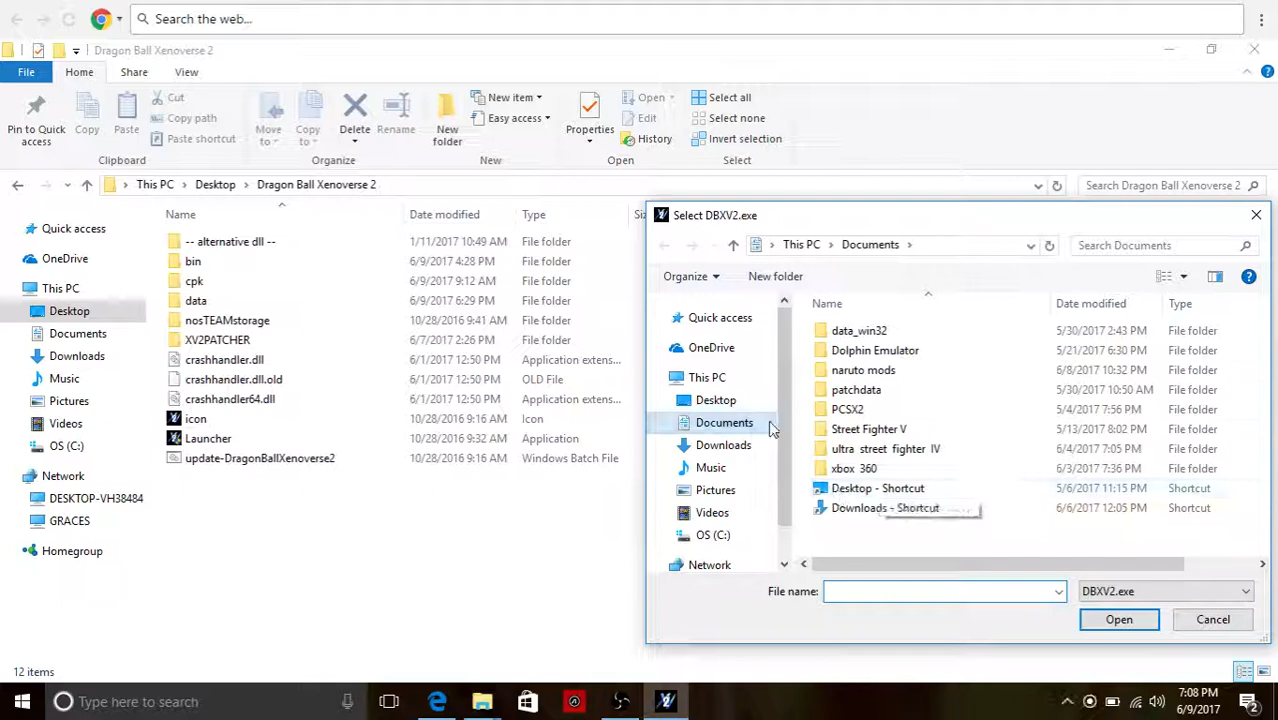 Search the web...
Dragon Ball Xenoverse 2
File Home Share View
Pin to Quick access
Copy
Paste
Cut
Copy path
Paste shortcut
Clipboard
Move to
Copy to
Delete
Rename
Organize
New folder
New item
Easy access
New
Properties
Open
Edit
History
Open
Select all
Select none
Invert selection
Select
This PC Desktop Dragon Ball Xenoverse 2
Search Dragon Ball Xenoverse 2
Quick access
OneDrive
This PC
Desktop
Documents
Downloads
Music
Pictures
Videos
OS (C:)
Network
DESKTOP-VH38484
GRACES
Homegroup
Name Date modified Type
-- alternative dll -- 1/11/2017 10:49 AM File folder
bin 6/9/2017 4:28 PM File folder
cpk 6/9/2017 9:12 AM File folder
data 6/9/2017 6:29 PM File folder
nosTEAMstorage 10/28/2016 9:41 AM File folder
XV2PATCHER 6/7/2017 2:26 PM File folder
crashhandler.dll 6/1/2017 12:50 PM Application extens...
crashhandler.dll.old 6/1/2017 12:50 PM OLD File
crashhandler64.dll 6/1/2017 12:50 PM Application extens...
icon 10/28/2016 9:16 AM Icon
Launcher 10/28/2016 9:32 AM Application
update-DragonBallXenoverse2 10/28/2016 9:16 AM Windows Batch File
12 items
Select DBXV2.exe
This PC Documents
Search Documents
Organize New folder
Quick access
OneDrive
This PC
Desktop
Documents
Downloads
Music
Pictures
Videos
OS (C:)
Network
Name Date modified Type
data_win32 5/30/2017 2:43 PM File folder
Dolphin Emulator 5/21/2017 6:30 PM File folder
naruto mods 6/8/2017 10:32 PM File folder
patchdata 5/30/2017 10:50 AM File folder
PCSX2 5/4/2017 7:56 PM File folder
Street Fighter V 5/13/2017 8:02 PM File folder
ultra street fighter IV 6/4/2017 7:05 PM File folder
xbox 360 6/3/2017 7:36 PM File folder
Desktop - Shortcut 5/6/2017 11:15 PM Shortcut
Downloads - Shortcut 6/6/2017 12:05 PM Shortcut
File name: DBXV2.exe
Open Cancel
Type here to search
7:08 PM
6/9/2017
2